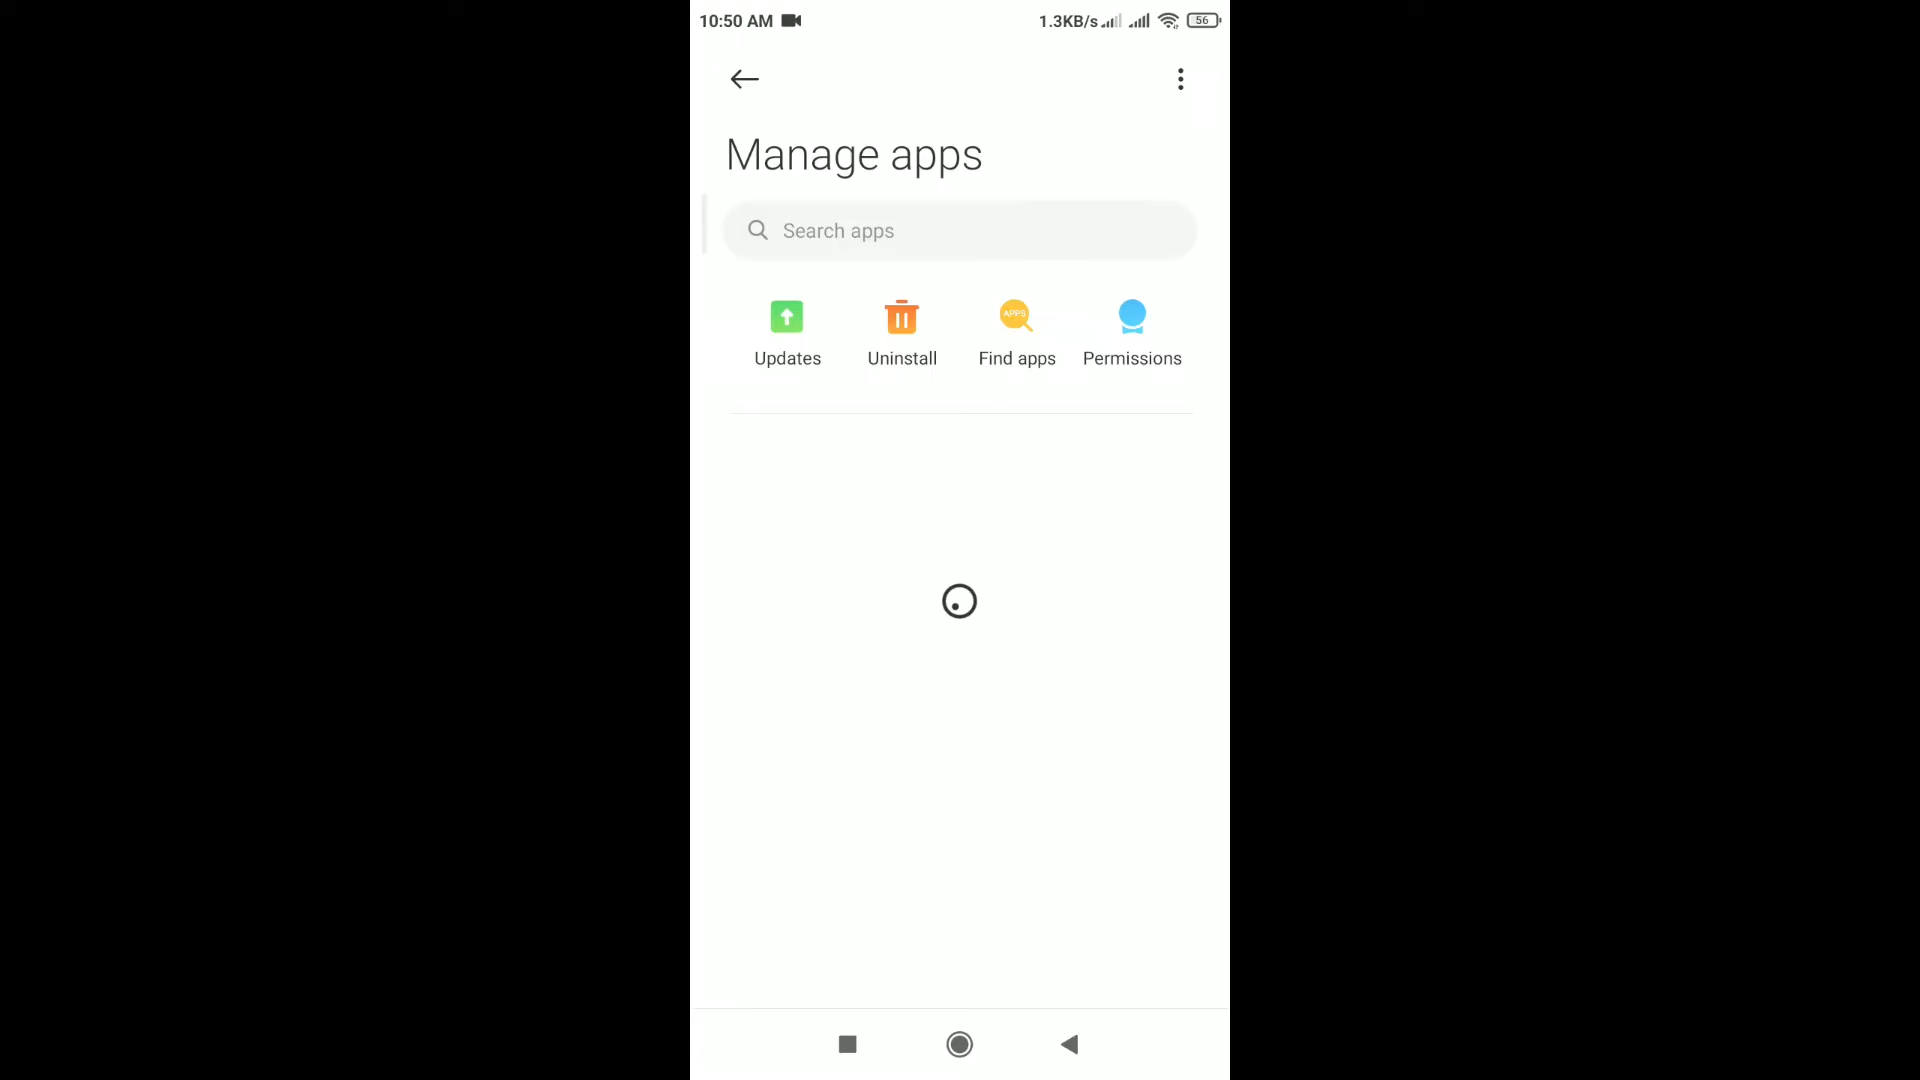 10:50 AM 1.3KB/s 56
Manage apps
Search apps
APPS
Updates Uninstall Find apps Permissions